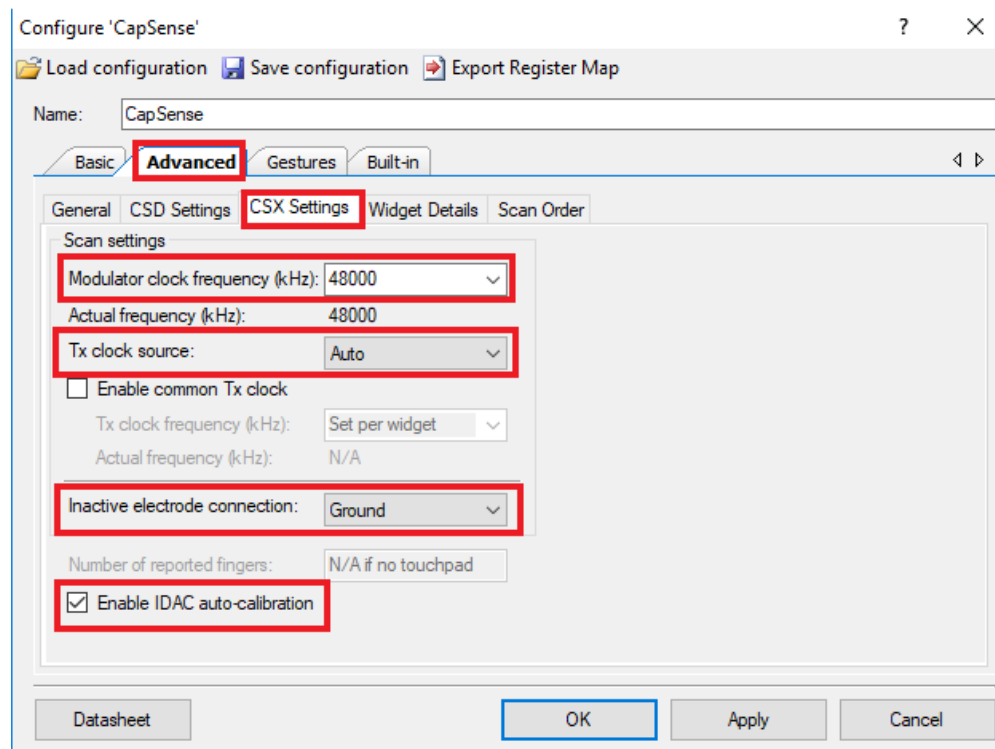 Configure 'CapSense' ?
Load configuration Save configuration Export Register Map
Name: CapSense
Basic Advanced Gestures Built-in
General CSD Settings CSX Settings Widget Details Scan Order
Scan settings
Modulator clock frequency (kHz): 48000
Actual frequency (kHz): 48000
Tx clock source: Auto
Enable common Tx clock
Tx clock frequency (kHz): Set per widget
Actual frequency (kHz): N/A
Inactive electrode connection: Ground
Number of reported fingers: N/A if no touchpad
Enable IDAC auto-calibration
Datasheet OK Apply Cancel